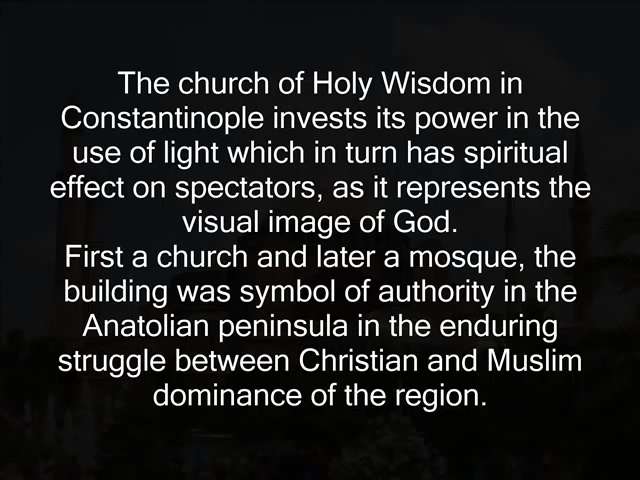 The church of Holy Wisdom in
Constantinople invests its power in the
use of light which in turn has spiritual
effect on spectators, as it represents the
visual image of God.
First a church and later a mosque, the
building was symbol of authority in the
Anatolian peninsula in the enduring
struggle between Christian and Muslim
dominance of the region.